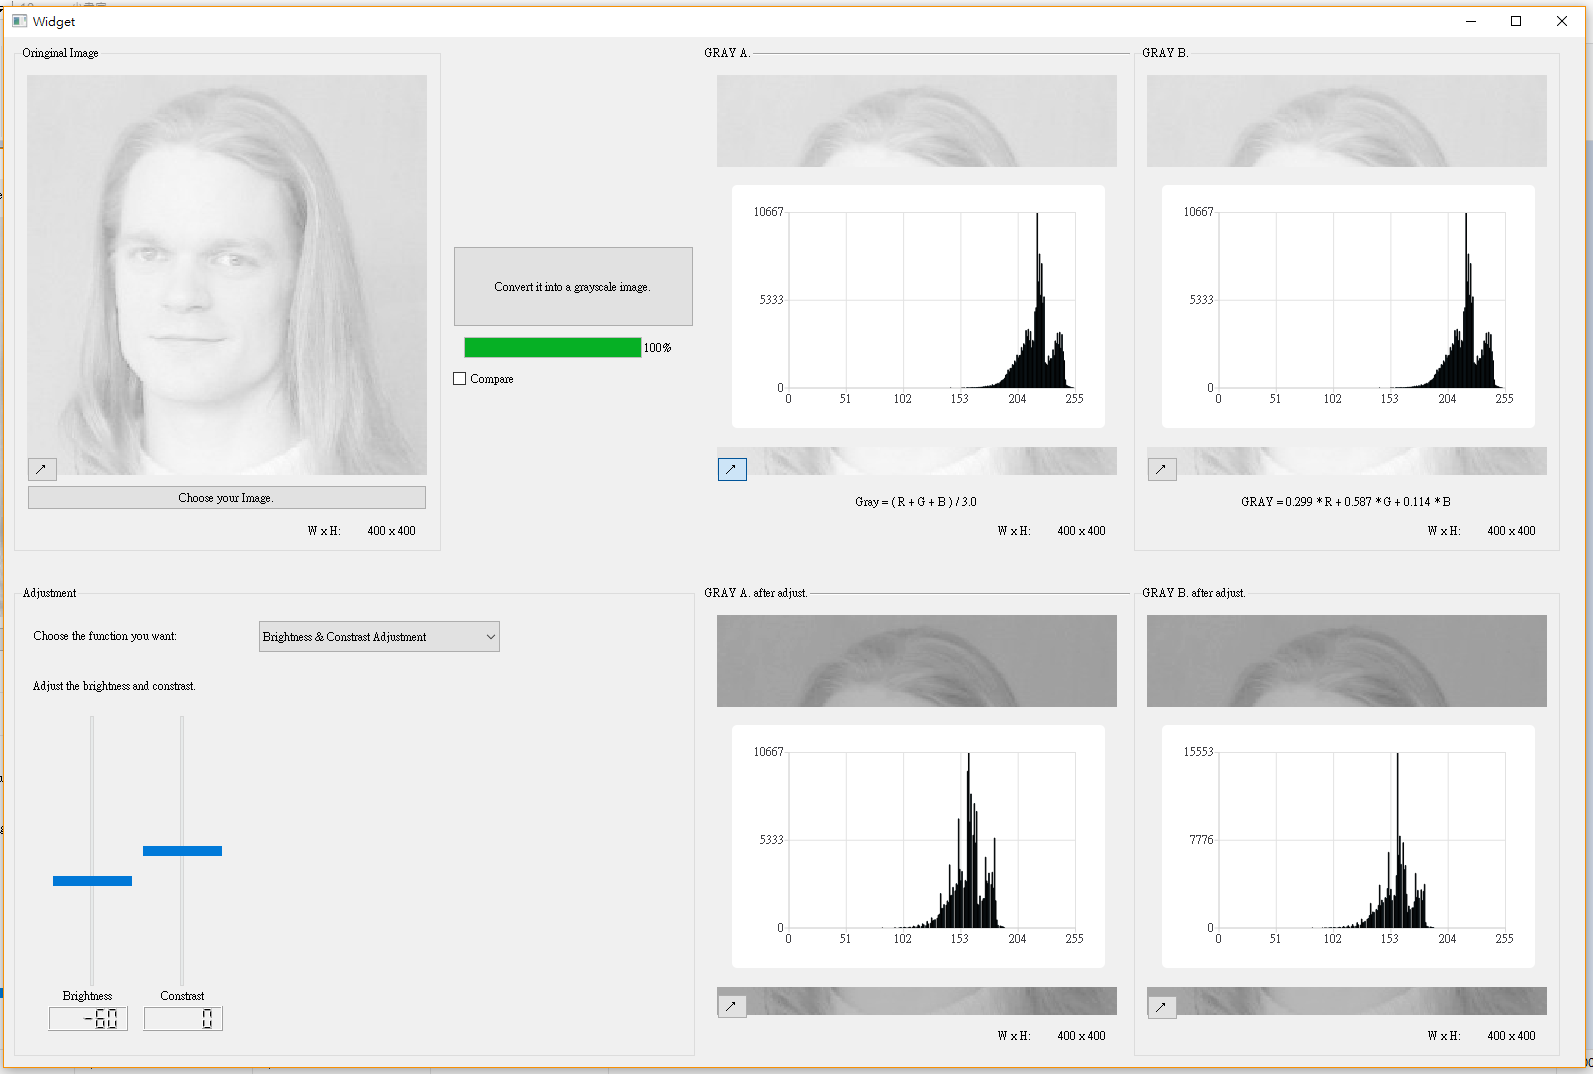 Widget
Oringinal Image
Choose your Image.
W x H: 400 x 400
Convert it into a grayscale image.
100%
Compare
GRAY A.
10667
5333
0
0 51 102 153 204 255
Gray = ( R + G + B ) / 3.0
W x H: 400 x 400
GRAY B.
10667
5333
0
0 51 102 153 204 255
GRAY = 0.299 * R + 0.587 * G + 0.114 * B
W x H: 400 x 400
Adjustment
Choose the function you want:
Brightness & Constrast Adjustment
Adjust the brightness and constrast.
Brightness Constrast
-60 0
GRAY A. after adjust.
10667
5333
0
0 51 102 153 204 255
W x H: 400 x 400
GRAY B. after adjust.
15553
7776
0
0 51 102 153 204 255
W x H: 400 x 400